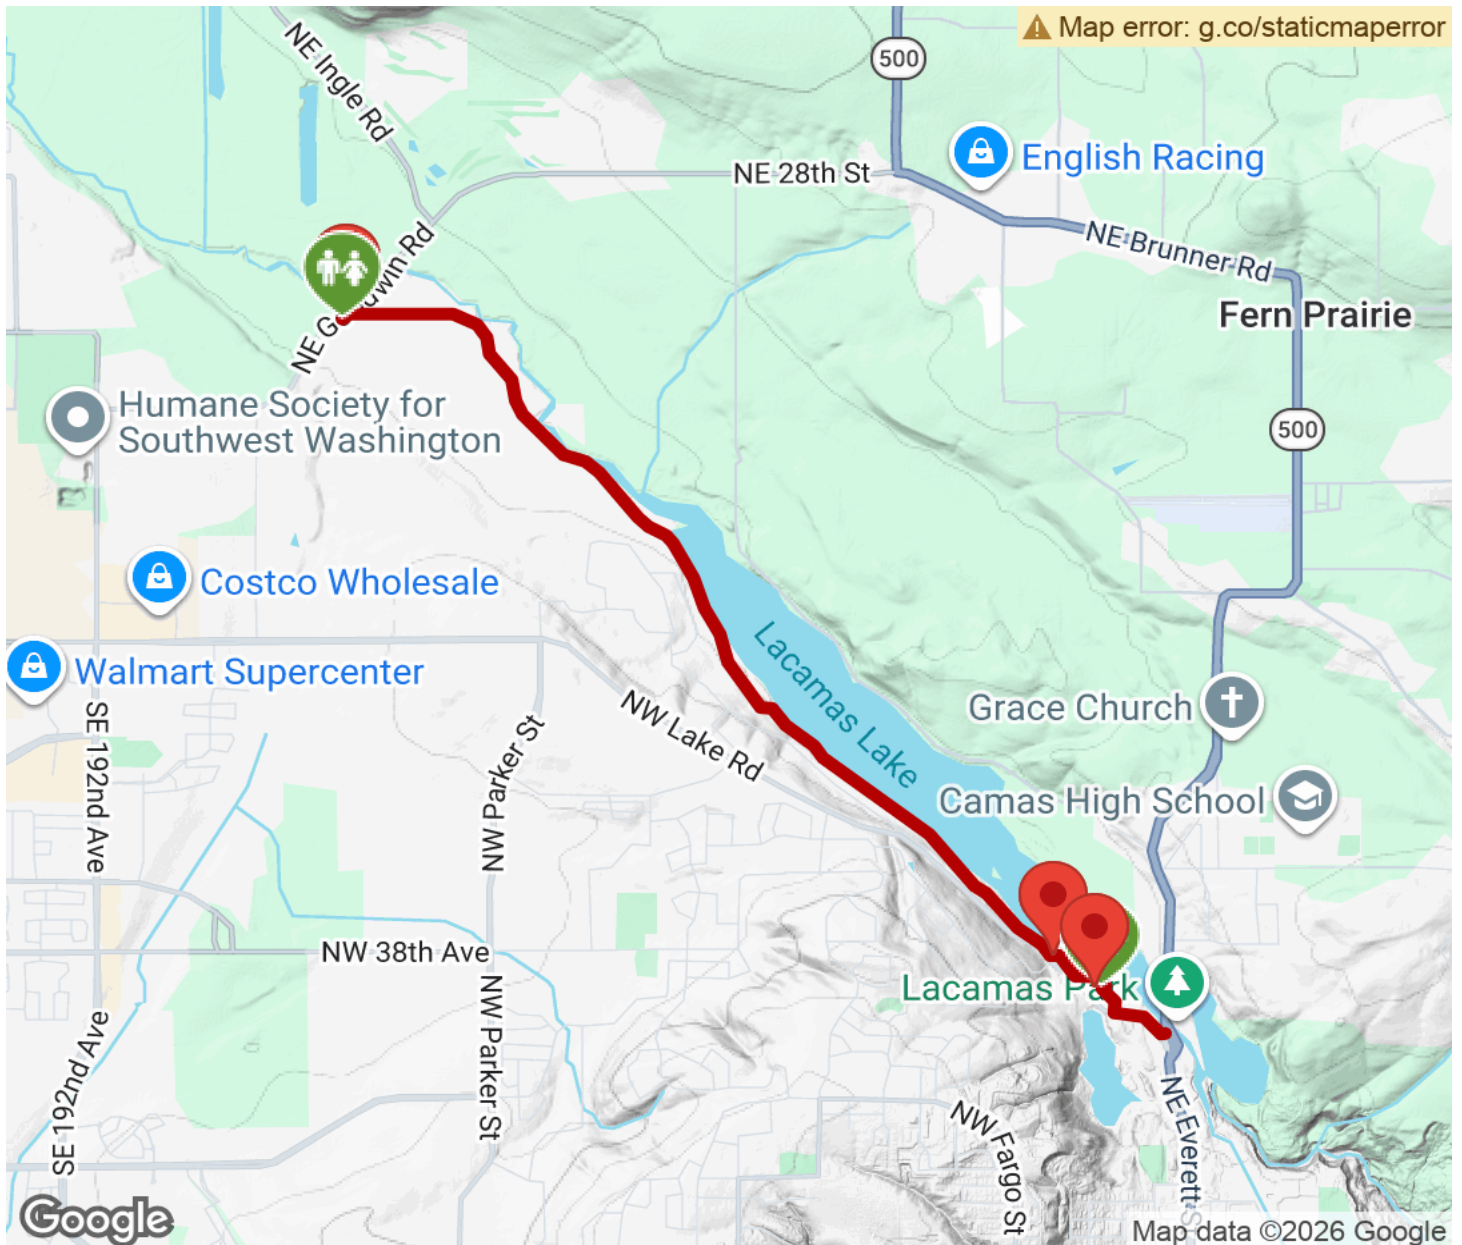 Map error: g.co/staticmaperror
500
NE Ingle Rd
NE 28th St
English Racing
NE Brunner Rd
Fern Prairie
Humane Society for
Southwest Washington
500
Costco Wholesale
Walmart Supercenter
Lacamas Lake
NW Lake Rd
Grace Church
SE 192nd Ave
NW Parker St
Camas High School
NW 38th Ave
Lacamas Park
NW Parker St
SE 192nd Ave
NW Fargo St
NE Everett
Google
Map data ©2026 Google